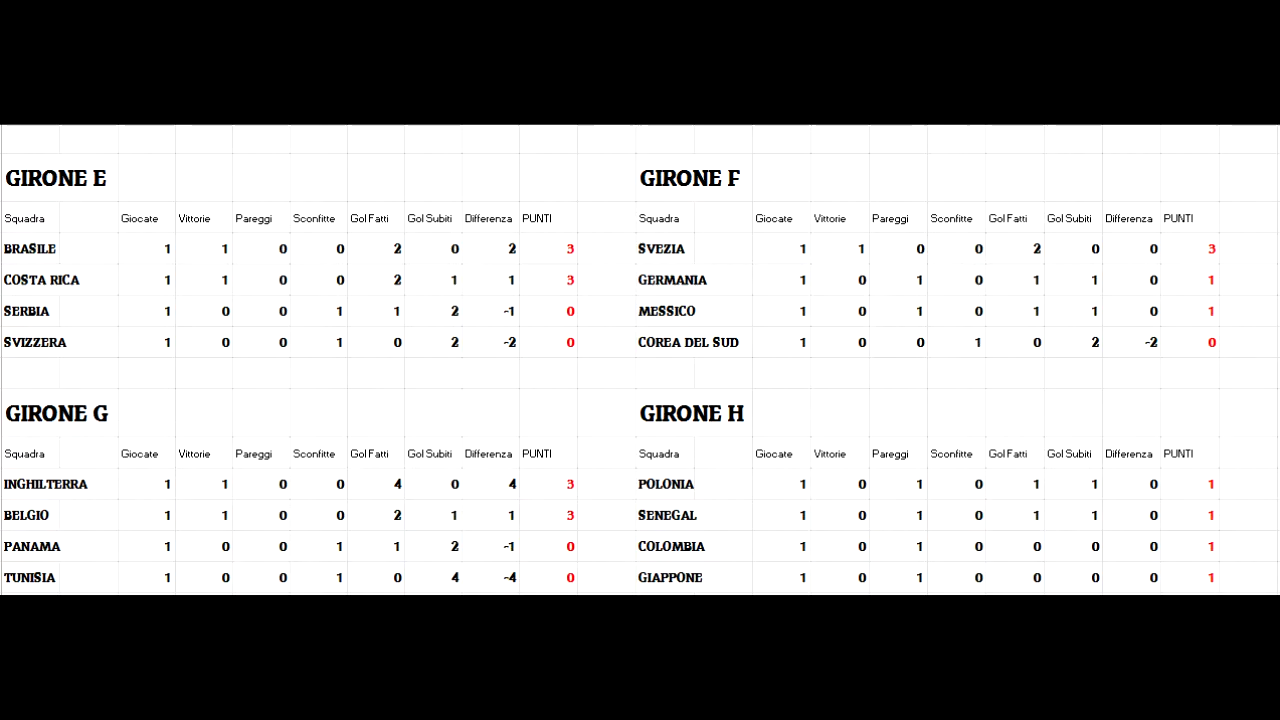 GIRONE E
Squadra Giocate Vittorie Pareggi Sconfitte Gol Fatti Gol Subiti Differenza PUNTI
BRASILE 1 1 0 0 2 0 2 3
COSTA RICA 1 1 0 0 2 1 1 3
SERBIA 1 0 0 1 1 2 -1 0
SVIZZERA 1 0 0 1 0 2 -2 0
GIRONE F
Squadra Giocate Vittorie Pareggi Sconfitte Gol Fatti Gol Subiti Differenza PUNTI
SVEZIA 1 1 0 0 2 0 0 3
GERMANIA 1 0 1 0 1 1 0 1
MESSICO 1 0 1 0 1 1 0 1
COREA DEL SUD 1 0 0 1 0 2 -2 0
GIRONE G
Squadra Giocate Vittorie Pareggi Sconfitte Gol Fatti Gol Subiti Differenza PUNTI
INGHILTERRA 1 1 0 0 4 0 4 3
BELGIO 1 1 0 0 2 1 1 3
PANAMA 1 0 0 1 1 2 -1 0
TUNISIA 1 0 0 1 0 4 -4 0
GIRONE H
Squadra Giocate Vittorie Pareggi Sconfitte Gol Fatti Gol Subiti Differenza PUNTI
POLONIA 1 0 1 0 1 1 0 1
SENEGAL 1 0 1 0 1 1 0 1
COLOMBIA 1 0 1 0 0 0 0 1
GIAPPONE 1 0 1 0 0 0 0 1